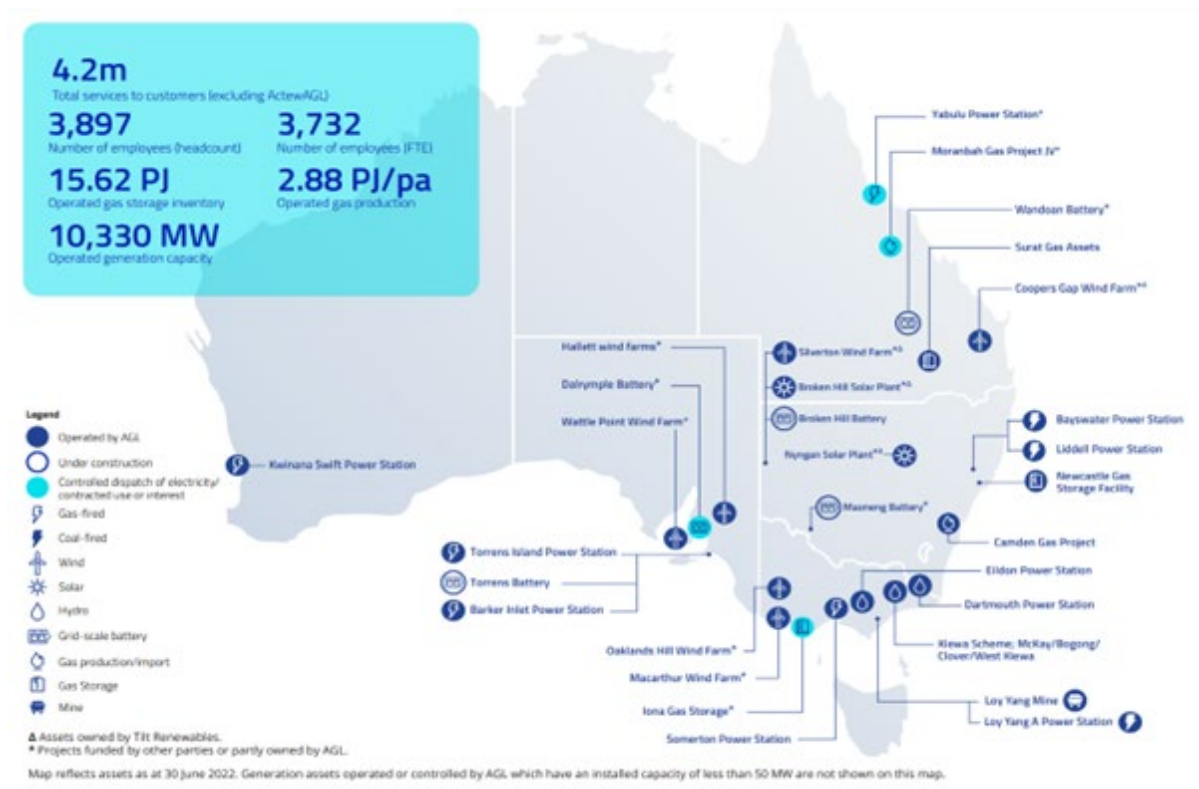 4.2m
Total services to customers (excluding ActewAGL)
3,897
Number of employees (headcount)
3,732
Number of employees (FTE)
15.62 PJ
Operated gas storage inventory
2.88 PJ/pa
Operated gas production
10,330 MW
Operated generation capacity
Yabulu Power Station*
Moranbah Gas Project JV*
Wandoan Battery*
Surat Gas Assets
Coopers Gap Wind Farm*Δ
Hallett wind farms*
Dalrymple Battery*
Wattle Point Wind Farm*
Silverton Wind Farm*Δ
Broken Hill Solar Plant*Δ
Broken Hill Battery
Nyngan Solar Plant*Δ
Maoneng Battery*
Bayswater Power Station
Liddell Power Station
Newcastle Gas
Storage Facility
Camden Gas Project
Eildon Power Station
Dartmouth Power Station
Kiewa Scheme; McKay/Bogong/
Clover/West Kiewa
Loy Yang Mine
Loy Yang A Power Station
Kwinana Swift Power Station
Torrens Island Power Station
Torrens Battery
Barker Inlet Power Station
Oaklands Hill Wind Farm*
Macarthur Wind Farm*
Iona Gas Storage*
Somerton Power Station
Legend
Operated by AGL
Under construction
Controlled dispatch of electricity/
contracted use or interest
Gas-fired
Coal-fired
Wind
Solar
Hydro
Grid-scale battery
Gas production/import
Gas Storage
Mine
Δ Assets owned by Tilt Renewables.
* Projects funded by other parties or partly owned by AGL.
Map reflects assets as at 30 June 2022. Generation assets operated or controlled by AGL which have an installed capacity of less than 50 MW are not shown on this map.